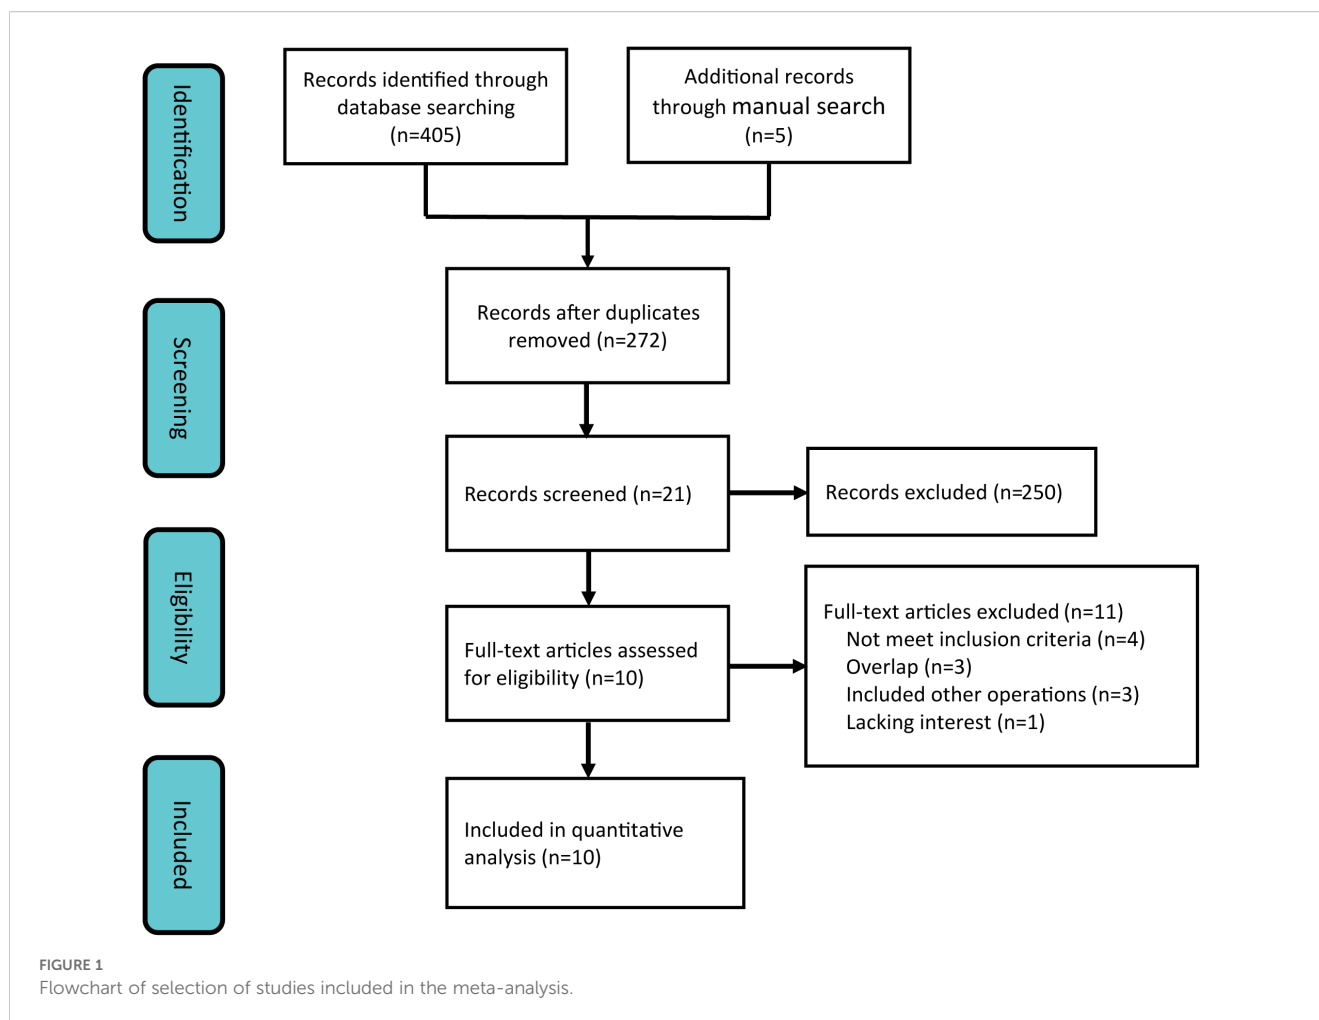 Identification
Records identified through
database searching
(n=405)
Additional records
through manual search
(n=5)
Records after duplicates
removed (n=272)
Screening
Records screened (n=21)
Records excluded (n=250)
Eligibility
Full-text articles assessed
for eligibility (n=10)
Full-text articles excluded (n=11)
Not meet inclusion criteria (n=4)
Overlap (n=3)
Included other operations (n=3)
Lacking interest (n=1)
Included
Included in quantitative
analysis (n=10)
FIGURE 1
Flowchart of selection of studies included in the meta-analysis.